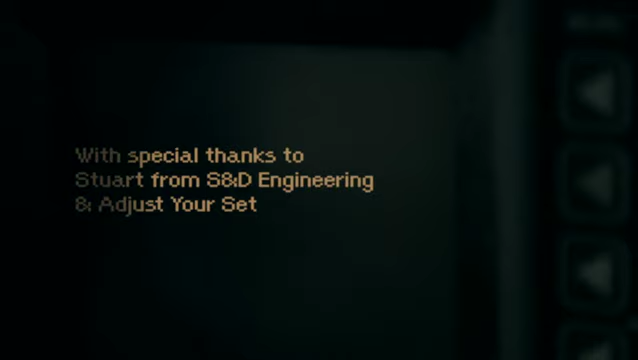 With special thanks to
Stuart from S&D Engineering
& Adjust Your Set